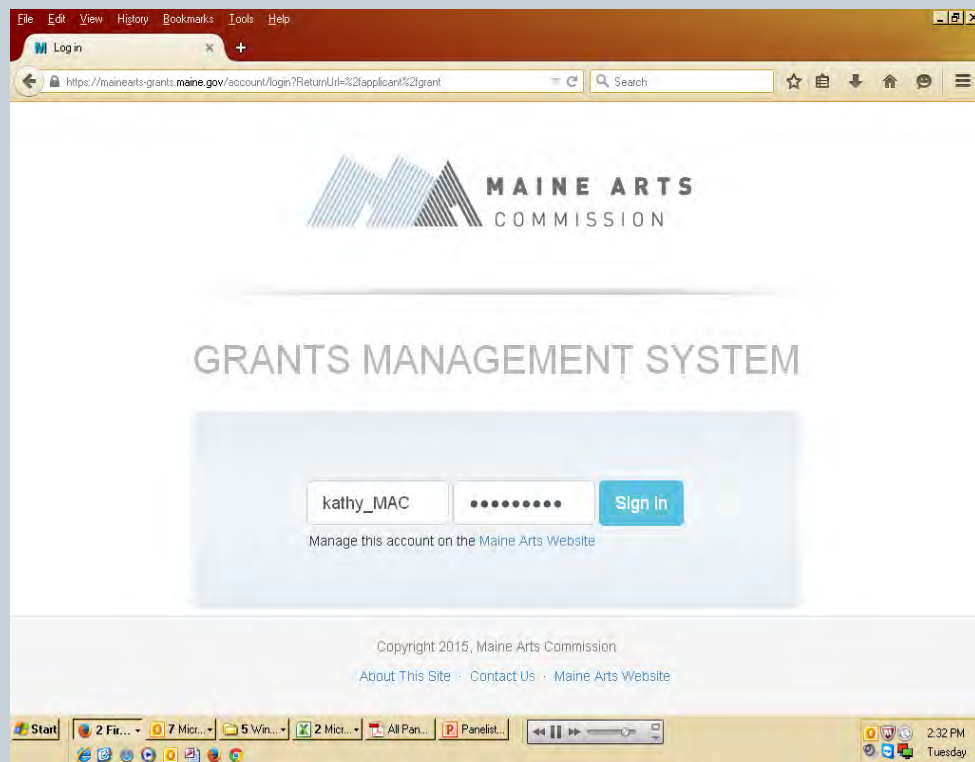 File Edit View History Bookmarks Tools Help
Log in
https://mainearts-grants.maine.gov/account/login?ReturnUrl=%2fapplicant%2fgrant
Search
MAINE ARTS
COMMISSION
GRANTS MANAGEMENT SYSTEM
kathy_MAC ●●●●●●●●● Sign in
Manage this account on the Maine Arts Website
Copyright 2015, Maine Arts Commission
About This Site · Contact Us · Maine Arts Website
Start 2 Fir... 7 Micr... 5 Win... 2 Micr... All Pan... Panelist... 2:32 PM
Tuesday